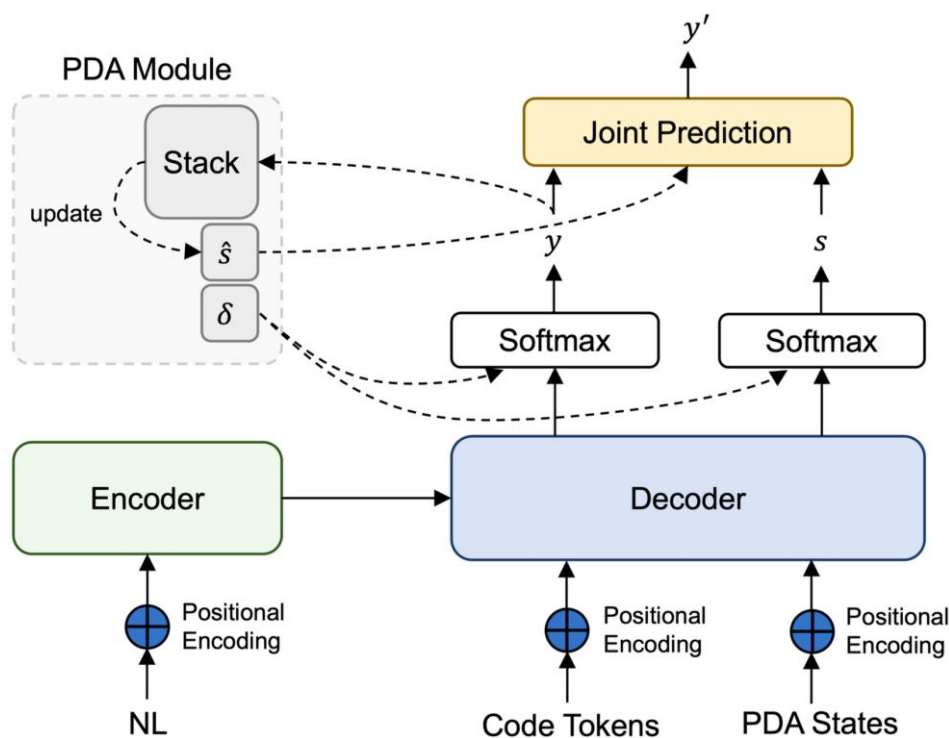 y′
PDA Module
Joint Prediction
Stack
update
ŝ
y
s
δ
Softmax
Softmax
Encoder
Decoder
Positional
Encoding
Positional
Encoding
Positional
Encoding
NL
Code Tokens
PDA States